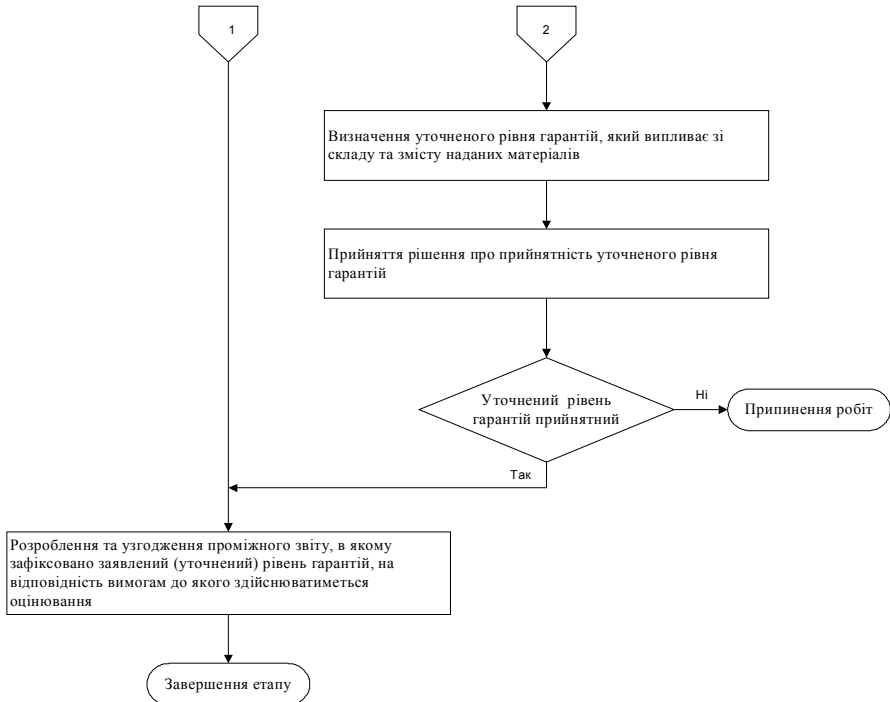 1
2
Визначення уточненого рівня гарантій, який випливає зі
складу та змісту наданих матеріалів
Прийняття рішення про прийнятність уточненого рівня
гарантій
Уточнений рівень
гарантій прийнятний
Ні
Припинення робіт
Так
Розроблення та узгодження проміжного звіту, в якому
зафіксовано заявлений (уточнений) рівень гарантій, на
відповідність вимогам до якого здійснюватиметься
оцінювання
Завершення етапу